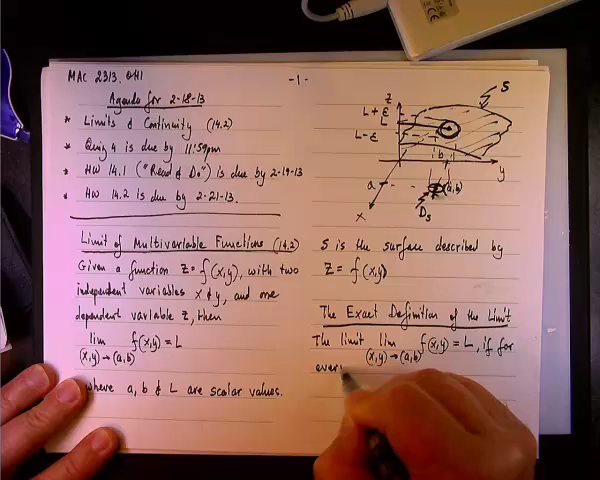 MAC 2313.
-1-
Agenda for 2-18-13
* Limits & Continuity (14.2)
* Quiz 4 is due by 11:59pm
* HW 14.1 ("Read & Do") is due by 2-19-13
* HW 14.2 is due by 2-21-13.
Limit of Multivariable Functions (14.2)
Given a function Z=f(x,y), with two
independent variables x & y, and one
dependent variable z, then
lim f(x,y)=L
(x,y)→(a,b)
where a, b & L are scalar values.
S
z
L+ε
L
L-ε
b
y
a
(a,b)
x
Ds
S is the surface described by
Z=f(x,y)
The Exact Definition of the Limit
The limit lim f(x,y)=L, if for
(x,y)→(a,b)
every